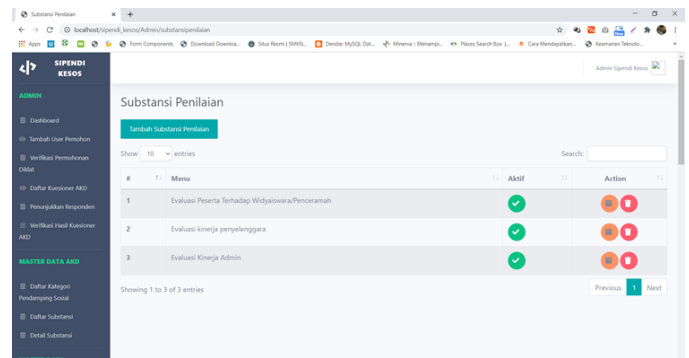 Substansi Penilaian
localhost/sipendi_kesos/Admin/substansipenilaian
Apps
Form Components
Download Downloa...
Situs Resmi | SMKN...
Dendie: MySQL Dat...
Minerva :: Menampi...
Places Search Box |...
Cara Mendapatkan...
Keamanan Teknolo...
SIPENDI
KESOS
Admin Sipendi Kesos
ADMIN
Dashboard
Tambah User Pemohon
Verifikasi Permohonan
Diklat
Daftar Kuesioner AKD
Penunjukkan Responden
Verifikasi Hasil Kuesioner
AKD
MASTER DATA AKD
Daftar Kategori
Pendamping Sosial
Daftar Substansi
Detail Substansi
Substansi Penilaian
Tambah Substansi Penilaian
Show 10 entries
Search:
# Menu Aktif Action
1 Evaluasi Peserta Terhadap Widyaiswara/Penceramah
2 Evaluasi kinerja penyelenggara
3 Evaluasi Kinerja Admin
Showing 1 to 3 of 3 entries
Previous 1 Next